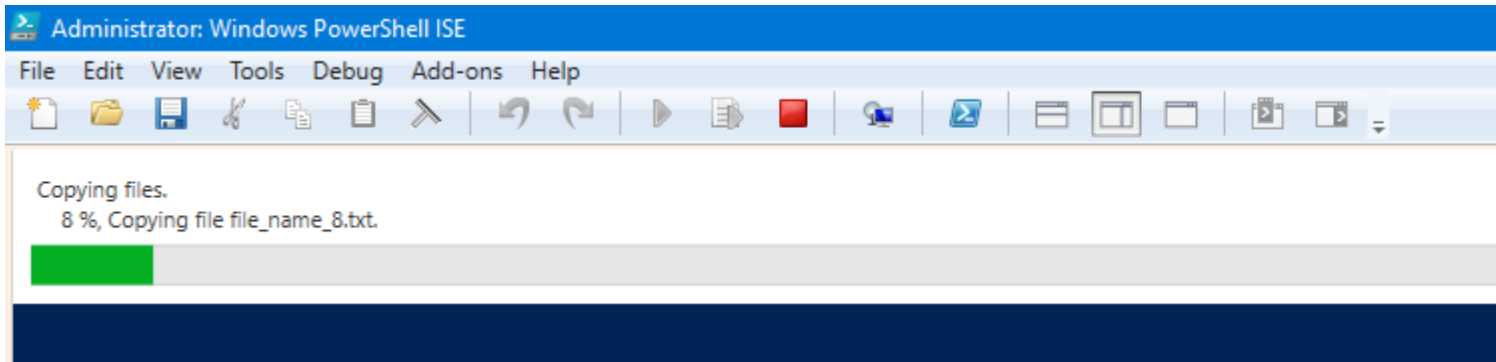 Administrator: Windows PowerShell ISE
File Edit View Tools Debug Add-ons Help
Copying files.
8 %, Copying file file_name_8.txt.